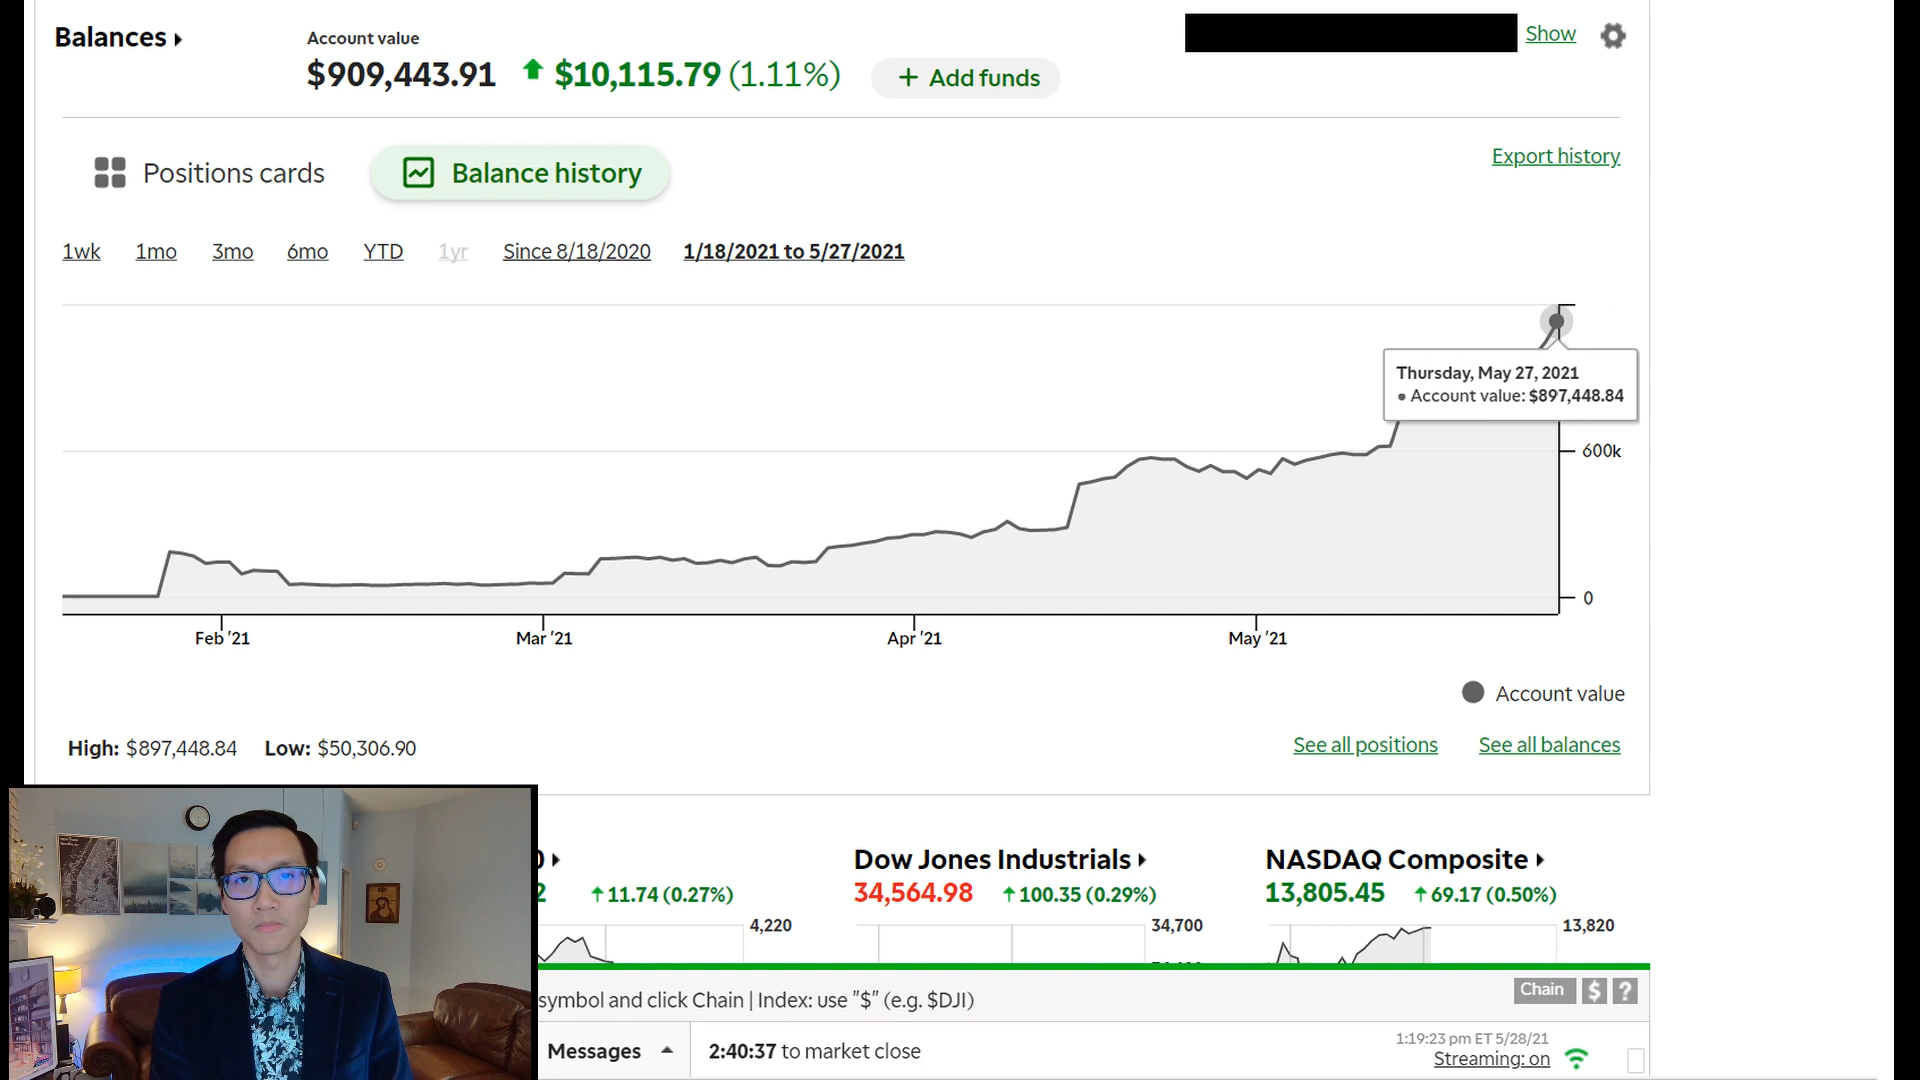 Balances
Account value
$909,443.91 $10,115.79 (1.11%) + Add funds
Show
Positions cards
Balance history
Export history
1wk 1mo 3mo 6mo YTD 1yr Since 8/18/2020 1/18/2021 to 5/27/2021
Thursday, May 27, 2021
• Account value: $897,448.84
600k
0
Feb '21 Mar '21 Apr '21 May '21
Account value
High: $897,448.84 Low: $50,306.90
See all positions See all balances
Dow Jones Industrials
NASDAQ Composite
2 11.74 (0.27%)
34,564.98 100.35 (0.29%)
13,805.45 69.17 (0.50%)
4,220
34,700
13,820
symbol and click Chain | Index: use "$" (e.g. $DJI)
Chain $ ?
Messages
2:40:37 to market close
1:19:23 pm ET 5/28/21
Streaming: on